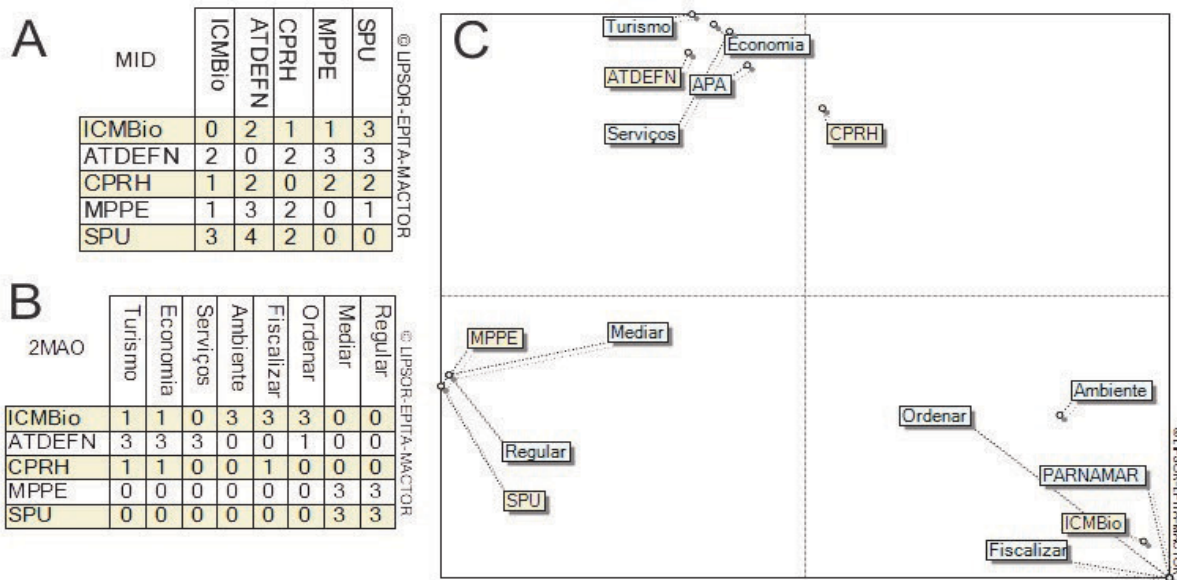 A
MID
ICMBio
ATDEFN
CPRH
MPPE
SPU
ICMBio 0 2 1 1 3
ATDEFN 2 0 2 3 3
CPRH 1 2 0 2 2
MPPE 1 3 2 0 1
SPU 3 4 2 0 0
© LIPSOR-EPITA-MACTOR
B
2MAO
Turismo
Economia
Serviços
Ambiente
Fiscalizar
Ordenar
Mediar
Regular
ICMBio 1 1 0 3 3 3 0 0
ATDEFN 3 3 3 0 0 1 0 0
CPRH 1 1 0 0 1 0 0 0
MPPE 0 0 0 0 0 0 3 3
SPU 0 0 0 0 0 0 3 3
© LIPSOR-EPITA-MACTOR
C
Turismo
Economia
ATDEFN
APA
Serviços
CPRH
MPPE
Mediar
Regular
SPU
Ambiente
Ordenar
PARNAMAR
ICMBio
Fiscalizar